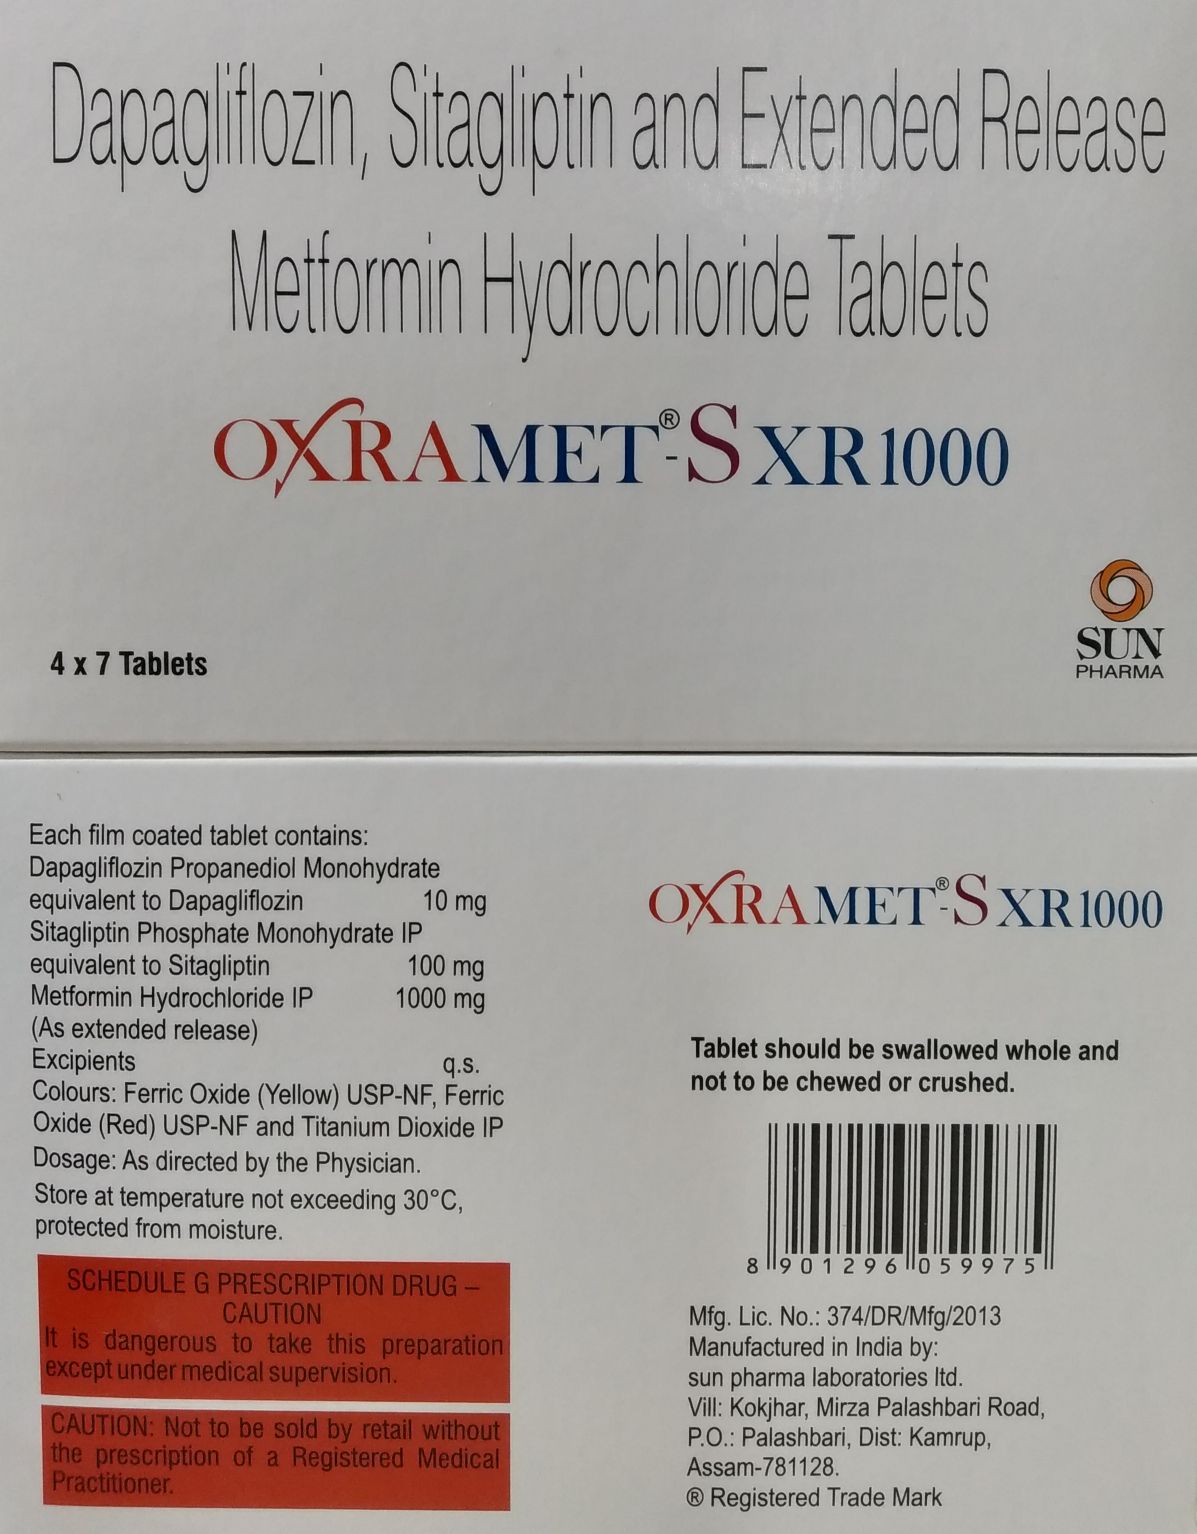 Dapagliflozin, Sitagliptin and Extended Release
Metformin Hydrochloride Tablets
OXRAMET®-S XR 1000
4 x 7 Tablets
SUN
PHARMA
Each film coated tablet contains:
Dapagliflozin Propanediol Monohydrate
equivalent to Dapagliflozin 10 mg
Sitagliptin Phosphate Monohydrate IP
equivalent to Sitagliptin 100 mg
Metformin Hydrochloride IP 1000 mg
(As extended release)
Excipients q.s.
Colours: Ferric Oxide (Yellow) USP-NF, Ferric
Oxide (Red) USP-NF and Titanium Dioxide IP
Dosage: As directed by the Physician.
Store at temperature not exceeding 30°C,
protected from moisture.
SCHEDULE G PRESCRIPTION DRUG –
CAUTION
It is dangerous to take this preparation
except under medical supervision.
CAUTION: Not to be sold by retail without
the prescription of a Registered Medical
Practitioner.
OXRAMET®-S XR 1000
Tablet should be swallowed whole and
not to be chewed or crushed.
8 901296 059975
Mfg. Lic. No.: 374/DR/Mfg/2013
Manufactured in India by:
sun pharma laboratories ltd.
Vill: Kokjhar, Mirza Palashbari Road,
P.O.: Palashbari, Dist: Kamrup,
Assam-781128.
® Registered Trade Mark